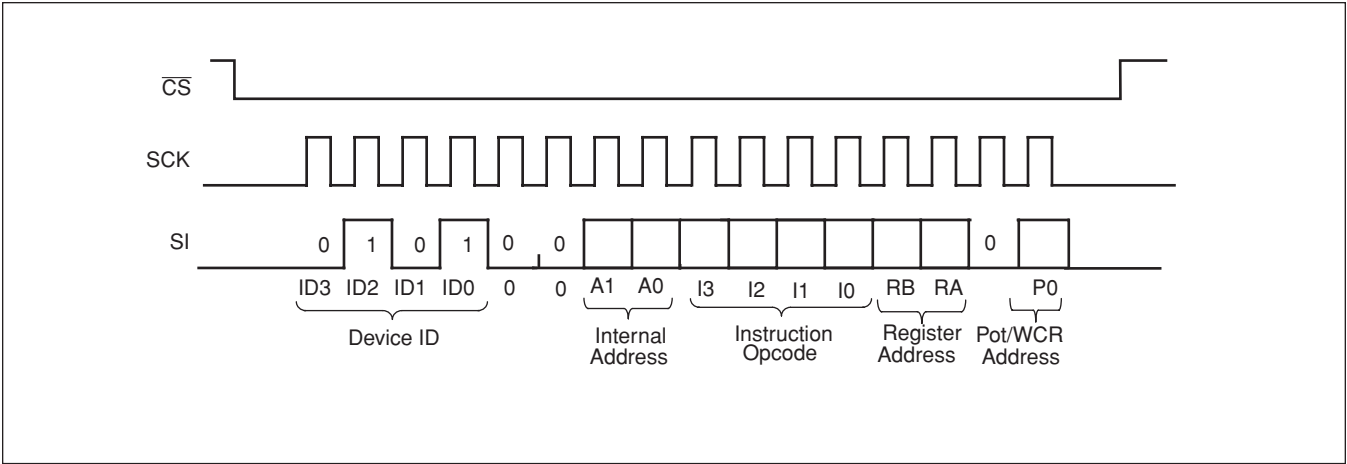 CS
SCK
SI
0 1 0 1 0 0 0
ID3 ID2 ID1 ID0 0 0 A1 A0 I3 I2 I1 I0 RB RA P0
Device ID
Internal
Address
Instruction
Opcode
Register
Address
Pot/WCR
Address